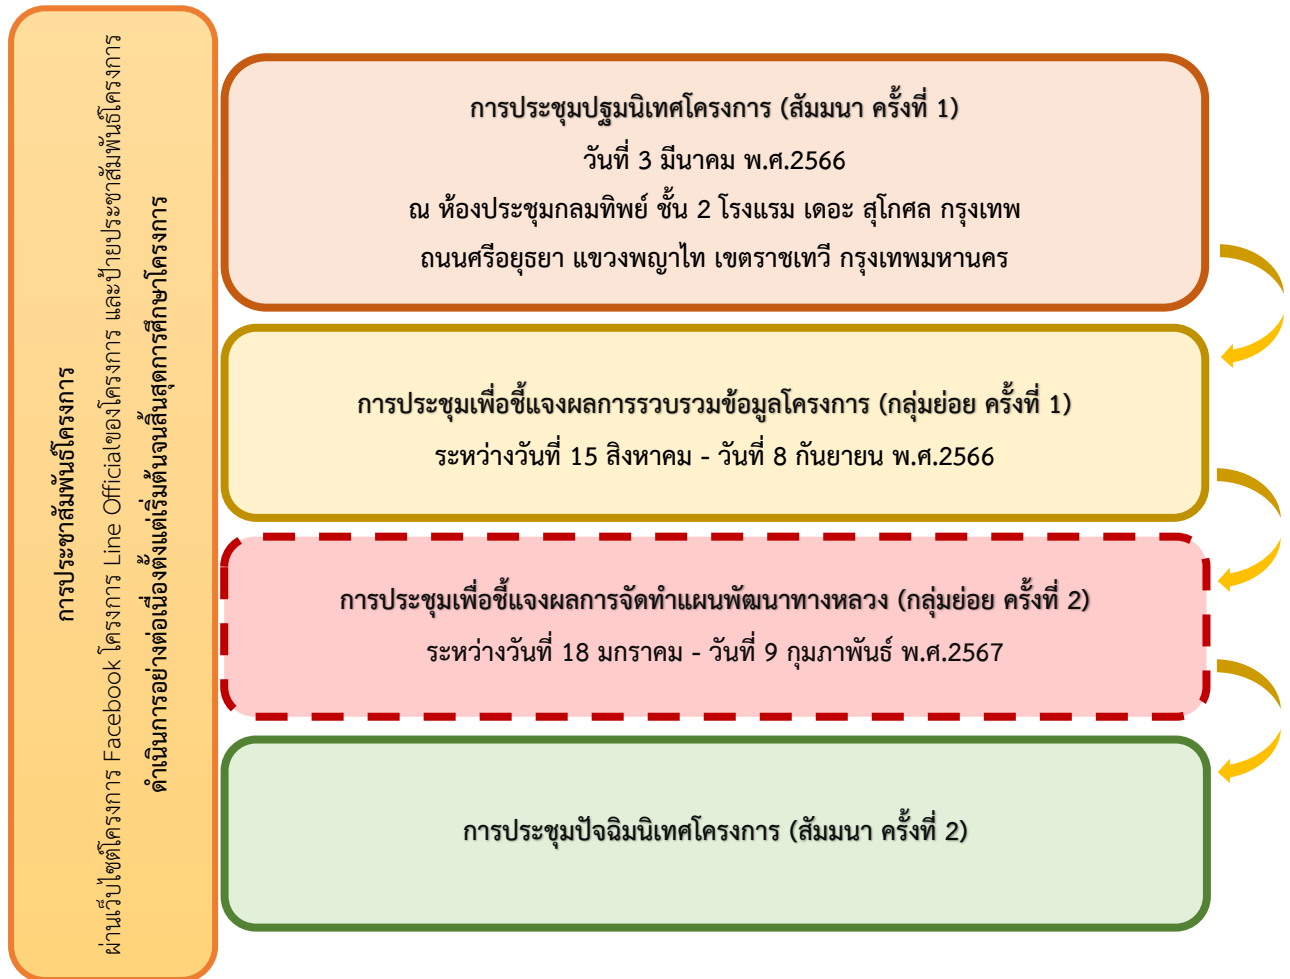 การประชาสัมพันธ์โครงการ
ผ่านเว็บไซต์โครงการ Facebook โครงการ Line Officialของโครงการ และป้ายประชาสัมพันธ์โครงการ
ดำเนินการอย่างต่อเนื่องตั้งแต่เริ่มต้นจนสิ้นสุดการศึกษาโครงการ
การประชุมปฐมนิเทศโครงการ (สัมมนา ครั้งที่ 1)
วันที่ 3 มีนาคม พ.ศ.2566
ณ ห้องประชุมกลมทิพย์ ชั้น 2 โรงแรม เดอะ สุโกศล กรุงเทพ
ถนนศรีอยุธยา แขวงพญาไท เขตราชเทวี กรุงเทพมหานคร
การประชุมเพื่อชี้แจงผลการรวบรวมข้อมูลโครงการ (กลุ่มย่อย ครั้งที่ 1)
ระหว่างวันที่ 15 สิงหาคม - วันที่ 8 กันยายน พ.ศ.2566
การประชุมเพื่อชี้แจงผลการจัดทำแผนพัฒนาทางหลวง (กลุ่มย่อย ครั้งที่ 2)
ระหว่างวันที่ 18 มกราคม - วันที่ 9 กุมภาพันธ์ พ.ศ.2567
การประชุมปัจฉิมนิเทศโครงการ (สัมมนา ครั้งที่ 2)